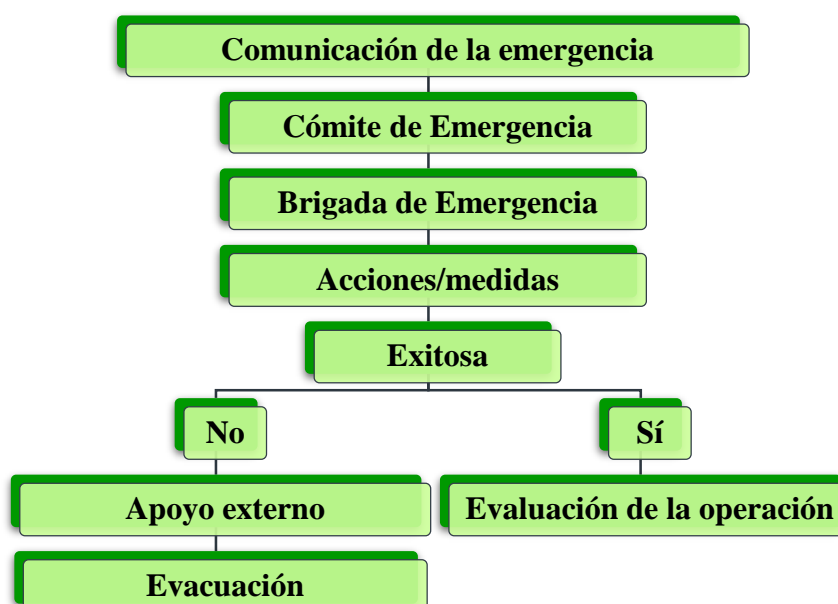 Comunicación de la emergencia
Cómite de Emergencia
Brigada de Emergencia
Acciones/medidas
Exitosa
No
Sí
Apoyo externo
Evaluación de la operación
Evacuación